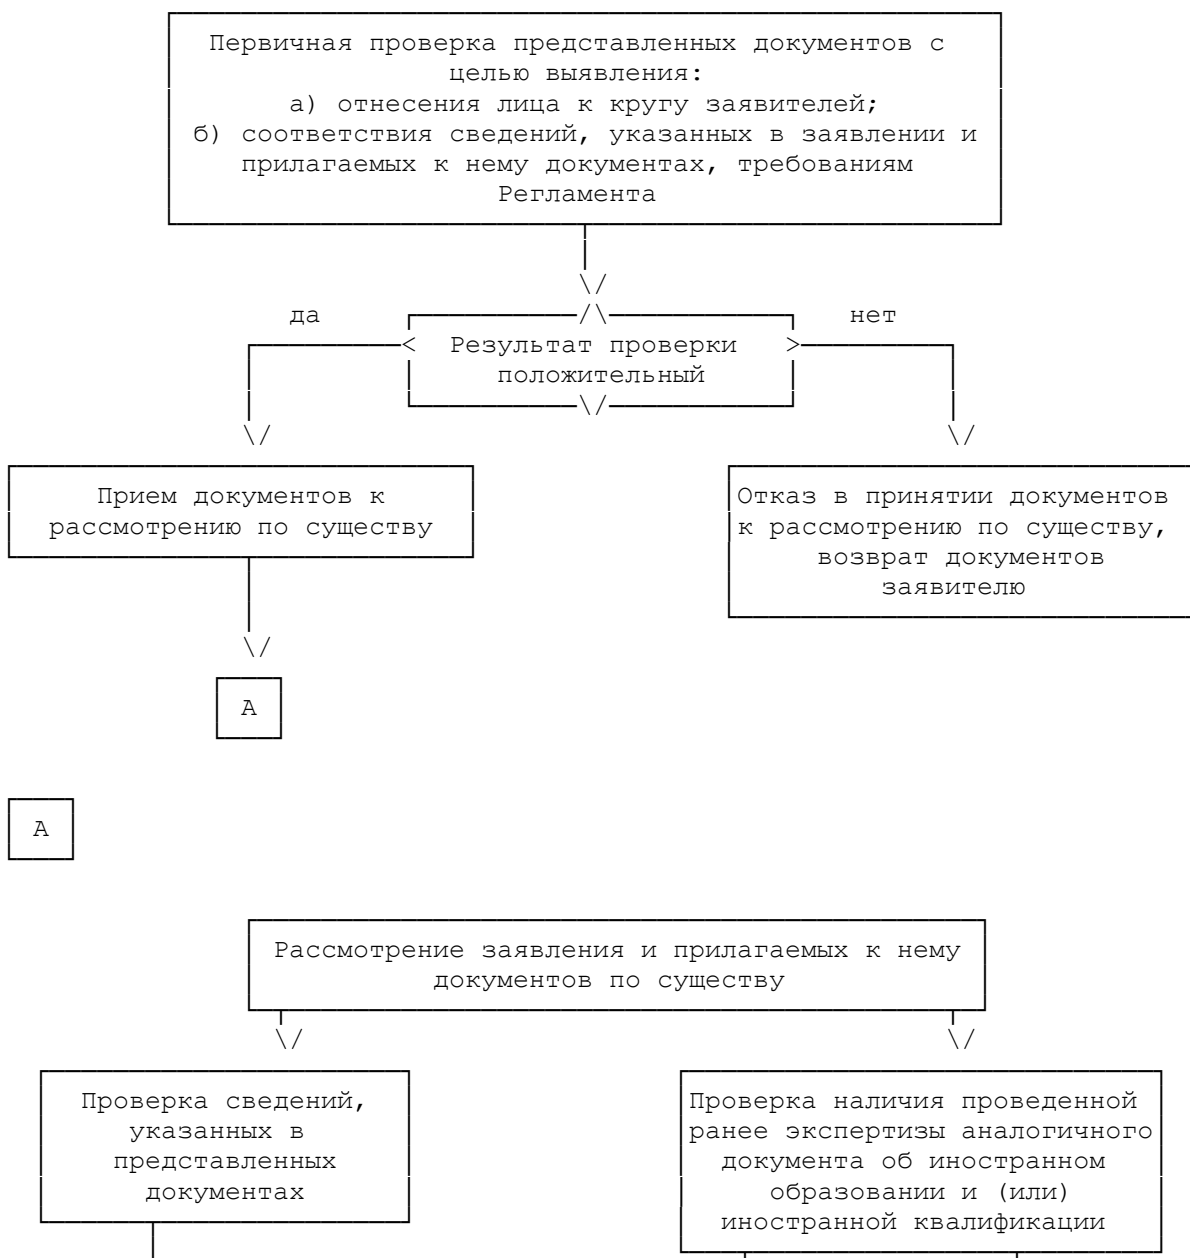 Первичная проверка представленных документов с
целью выявления:
а) отнесения лица к кругу заявителей;
б) соответствия сведений, указанных в заявлении и
прилагаемых к нему документах, требованиям
Регламента
да
нет
Результат проверки
положительный
Прием документов к
рассмотрению по существу
Отказ в принятии документов
к рассмотрению по существу,
возврат документов
заявителю
А
А
Рассмотрение заявления и прилагаемых к нему
документов по существу
Проверка сведений,
указанных в
представленных
документах
Проверка наличия проведенной
ранее экспертизы аналогичного
документа об иностранном
образовании и (или)
иностранной квалификации